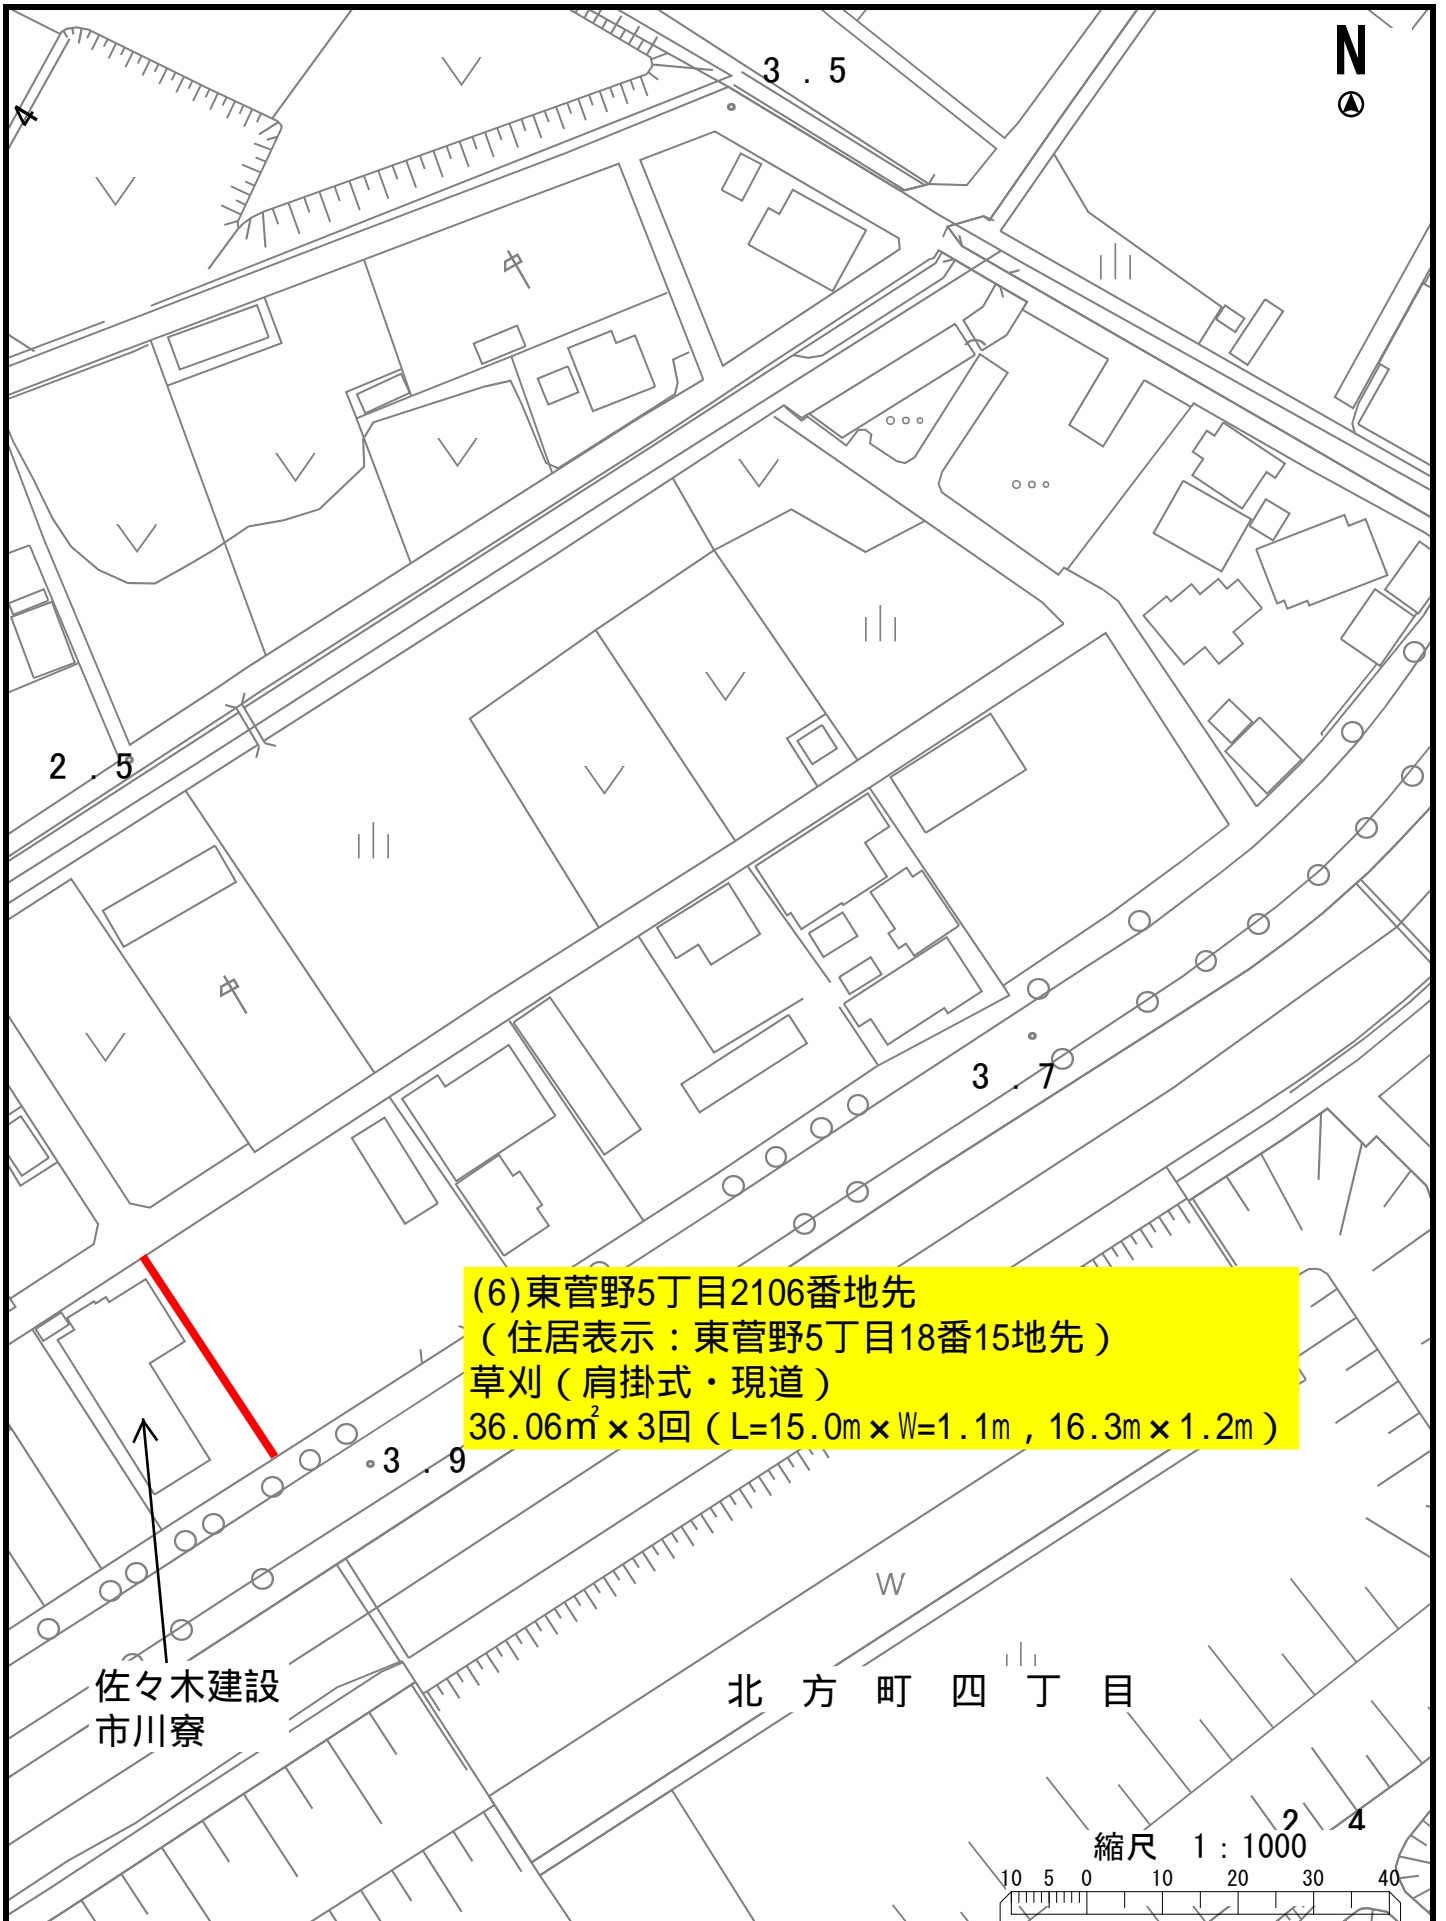 N
3.5
4
2.5
3.7
(6)東菅野5丁目2106番地先
（住居表示：東菅野5丁目18番15地先）
草刈（肩掛式・現道）
36.06㎡×3回（L=15.0m×W=1.1m，16.3m×1.2m）
3.9
W
佐々木建設
市川寮
北方町四丁目
2 4
縮尺 1：1000
10 5 0 10 20 30 40